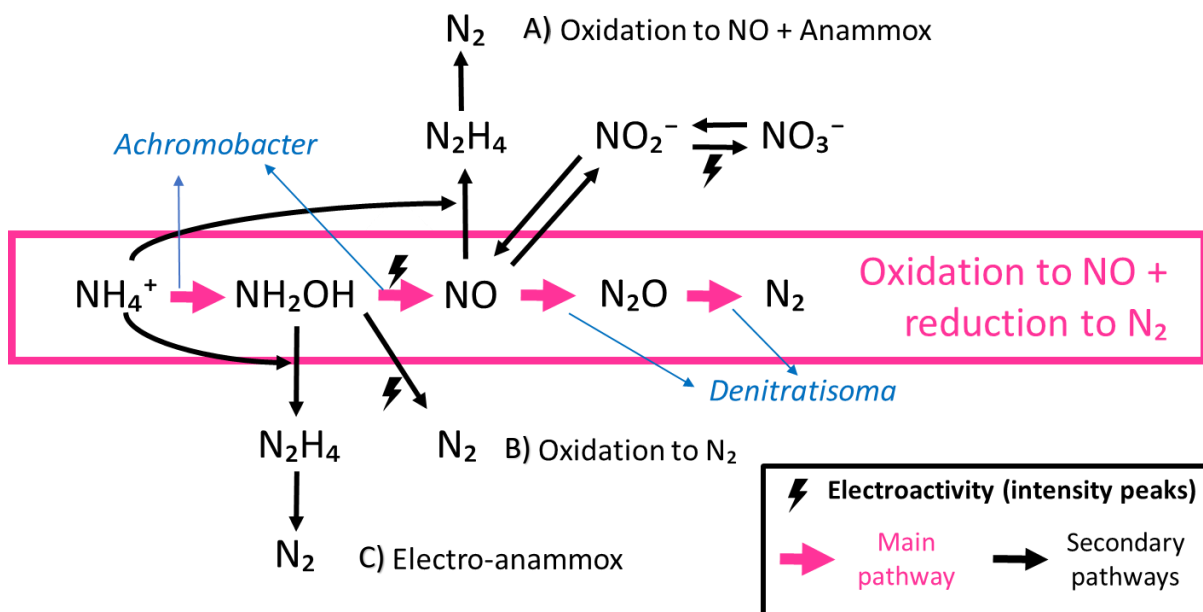 N₂ A) Oxidation to NO + Anammox
Achromobacter
N₂H₄ NO₂⁻ NO₃⁻
NH₄⁺ NH₂OH NO N₂O N₂
Oxidation to NO +
reduction to N₂
Denitratisoma
N₂H₄ N₂ B) Oxidation to N₂
N₂ C) Electro-anammox
Electroactivity (intensity peaks)
Main
pathway
Secondary
pathways